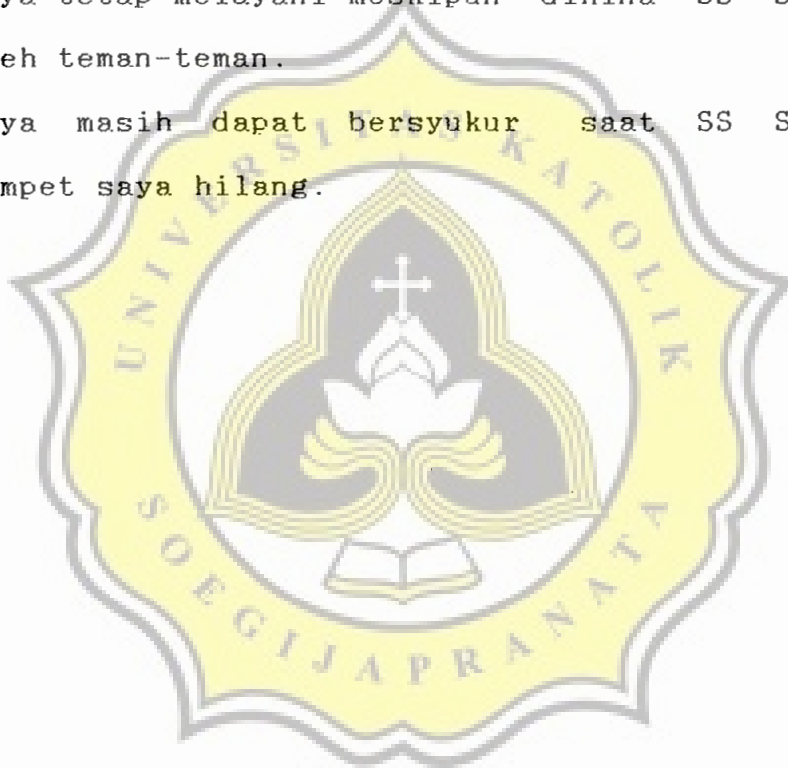 ya tetap melayani meskipun dihina SS S
eh teman-teman.
ya masih dapat bersyukur saat SS S
mpet saya hilang.
UNIVERSITAS KATOLIK
SOEGIJAPRANATA